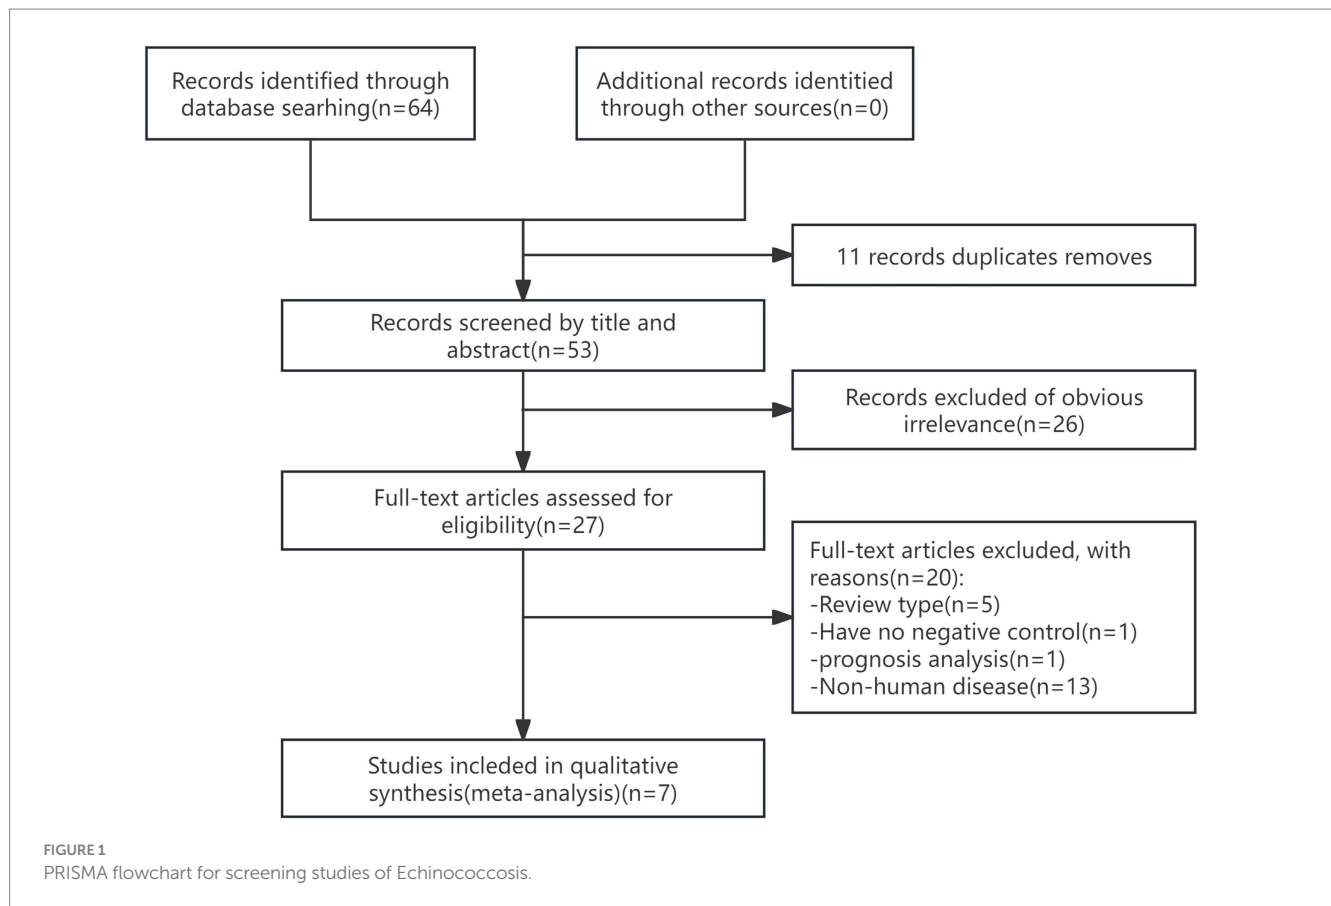 Records identified through
database searhing(n=64)
Additional records identitied
through other sources(n=0)
11 records duplicates removes
Records screened by title and
abstract(n=53)
Records excluded of obvious
irrelevance(n=26)
Full-text articles assessed for
eligibility(n=27)
Full-text articles excluded, with
reasons(n=20):
-Review type(n=5)
-Have no negative control(n=1)
-prognosis analysis(n=1)
-Non-human disease(n=13)
Studies incleded in qualitative
synthesis(meta-analysis)(n=7)
FIGURE 1
PRISMA flowchart for screening studies of Echinococcosis.